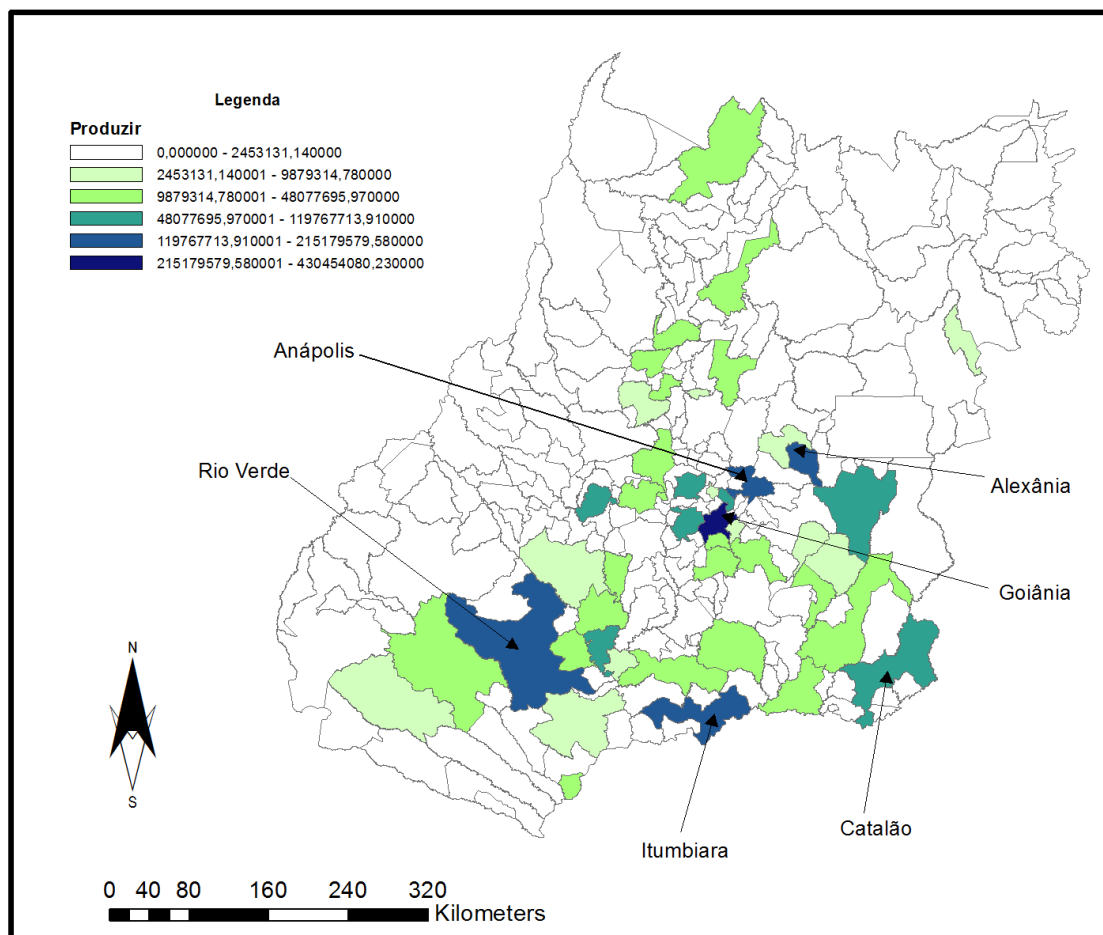 Legenda
Produzir
0,000000 - 2453131,140000
2453131,140001 - 9879314,780000
9879314,780001 - 48077695,970000
48077695,970001 - 119767713,910000
119767713,910001 - 215179579,580000
215179579,580001 - 430454080,230000
Anápolis
Rio Verde
Alexânia
Goiânia
N
S
Catalão
Itumbiara
0 40 80 160 240 320
Kilometers